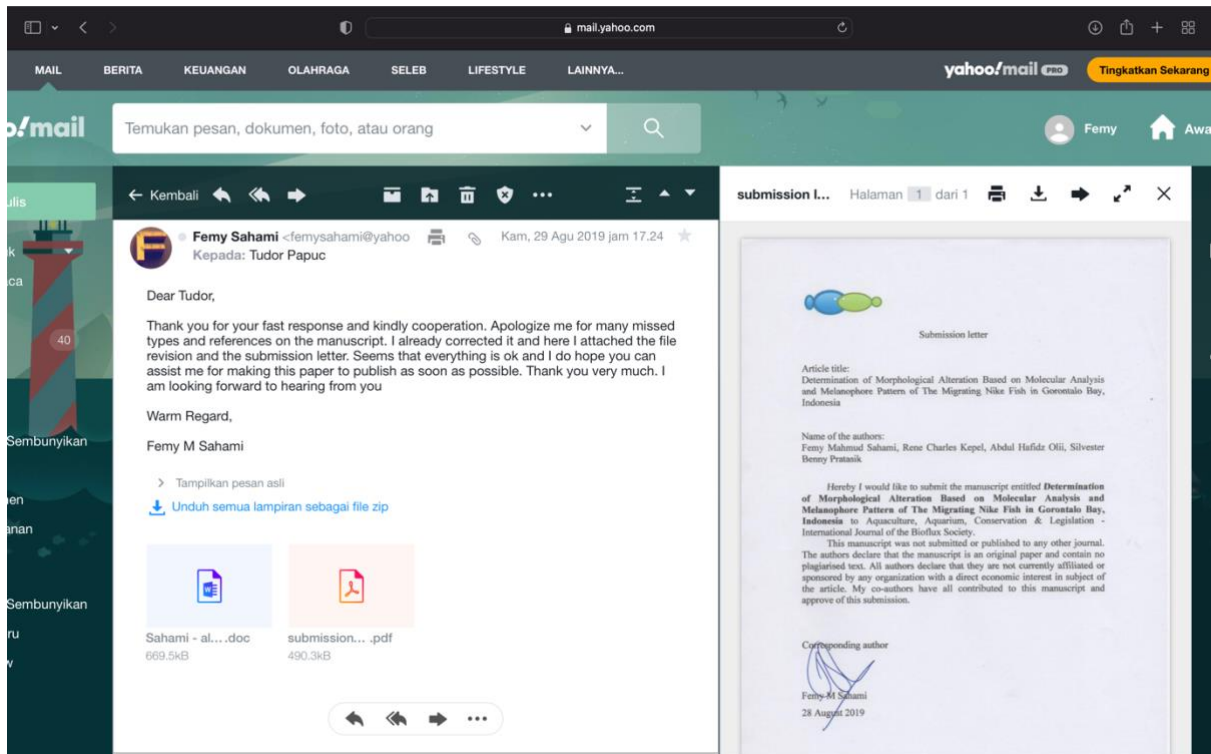 mail.yahoo.com
MAIL BERITA KEUANGAN OLAHRAGA SELEB LIFESTYLE LAINNYA... yahoo!mail PRO Tingkatkan Sekarang
o!mail Temukan pesan, dokumen, foto, atau orang Femy Awa
ulis
k
ca
40
Sembunyikan
en
anan
Sembunyikan
ru
w
Kembali
Femy Sahami <femysahami@yahoo Kam, 29 Agu 2019 jam 17.24
Kepada: Tudor Papuc
Dear Tudor,
Thank you for your fast response and kindly cooperation. Apologize me for many missed
types and references on the manuscript. I already corrected it and here I attached the file
revision and the submission letter. Seems that everything is ok and I do hope you can
assist me for making this paper to publish as soon as possible. Thank you very much. I
am looking forward to hearing from you
Warm Regard,
Femy M Sahami
Tampilkan pesan asli
Unduh semua lampiran sebagai file zip
Sahami - al... .doc submission... .pdf
669.5kB 490.3kB
submission l... Halaman 1 dari 1
Submission letter
Article title:
Determination of Morphological Alteration Based on Molecular Analysis
and Melanophore Pattern of The Migrating Nike Fish in Gorontalo Bay,
Indonesia
Name of the authors:
Femy Mahmud Sahami, Rene Charles Kepel, Abdul Hafidz Olii, Silvester
Benny Pratasik
Hereby I would like to submit the manuscript entitled Determination
of Morphological Alteration Based on Molecular Analysis and
Melanophore Pattern of The Migrating Nike Fish in Gorontalo Bay,
Indonesia to Aquaculture, Aquarium, Conservation & Legislation -
International Journal of the Bioflux Society.
This manuscript was not submitted or published to any other journal.
The authors declare that the manuscript is an original paper and contain no
plagiarised text. All authors declare that they are not currently affiliated or
sponsored by any organization with a direct economic interest in subject of
the article. My co-authors have all contributed to this manuscript and
approve of this submission.
Corresponding author
Femy M Sahami
28 August 2019